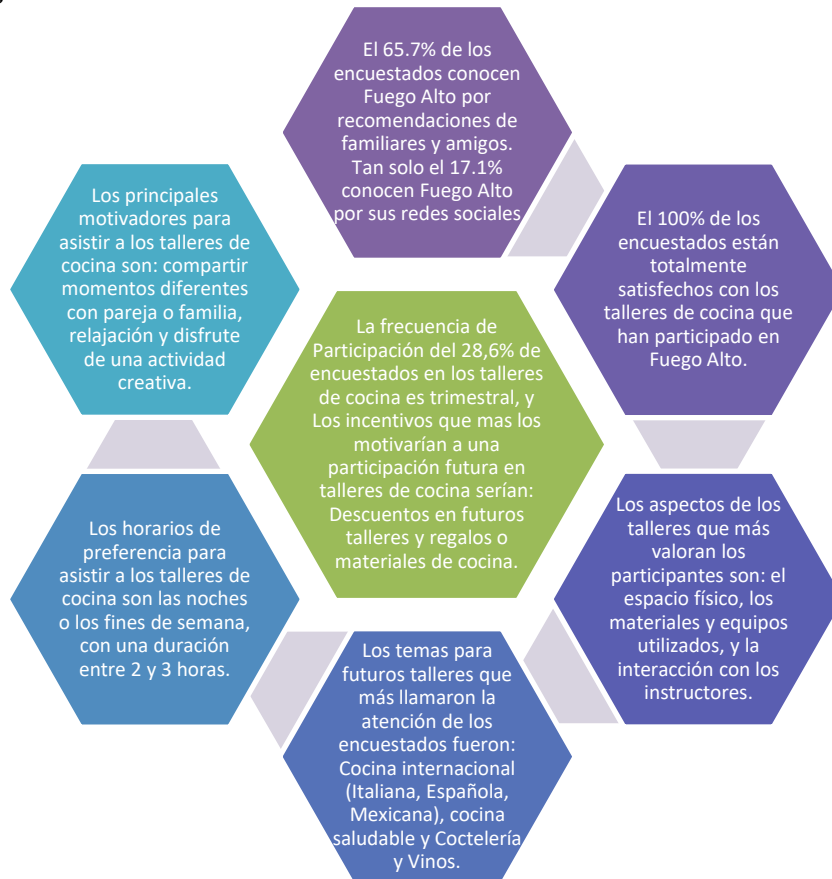 El 65.7% de los
encuestados conocen
Fuego Alto por
recomendaciones de
familiares y amigos.
Tan solo el 17.1%
conocen Fuego Alto
por sus redes sociales
El 100% de los
encuestados están
totalmente
satisfechos con los
talleres de cocina que
han participado en
Fuego Alto.
Los aspectos de los
talleres que más
valoran los
participantes son: el
espacio físico, los
materiales y equipos
utilizados, y la
interacción con los
instructores.
Los temas para
futuros talleres que
más llamaron la
atención de los
encuestados fueron:
Cocina internacional
(Italiana, Española,
Mexicana), cocina
saludable y Coctelería
y Vinos.
Los horarios de
preferencia para
asistir a los talleres de
cocina son las noches
o los fines de semana,
con una duración
entre 2 y 3 horas.
Los principales
motivadores para
asistir a los talleres de
cocina son: compartir
momentos diferentes
con pareja o familia,
relajación y disfrute
de una actividad
creativa.
La frecuencia de
Participación del 28,6% de
encuestados en los talleres
de cocina es trimestral, y
Los incentivos que mas los
motivarían a una
participación futura en
talleres de cocina serían:
Descuentos en futuros
talleres y regalos o
materiales de cocina.